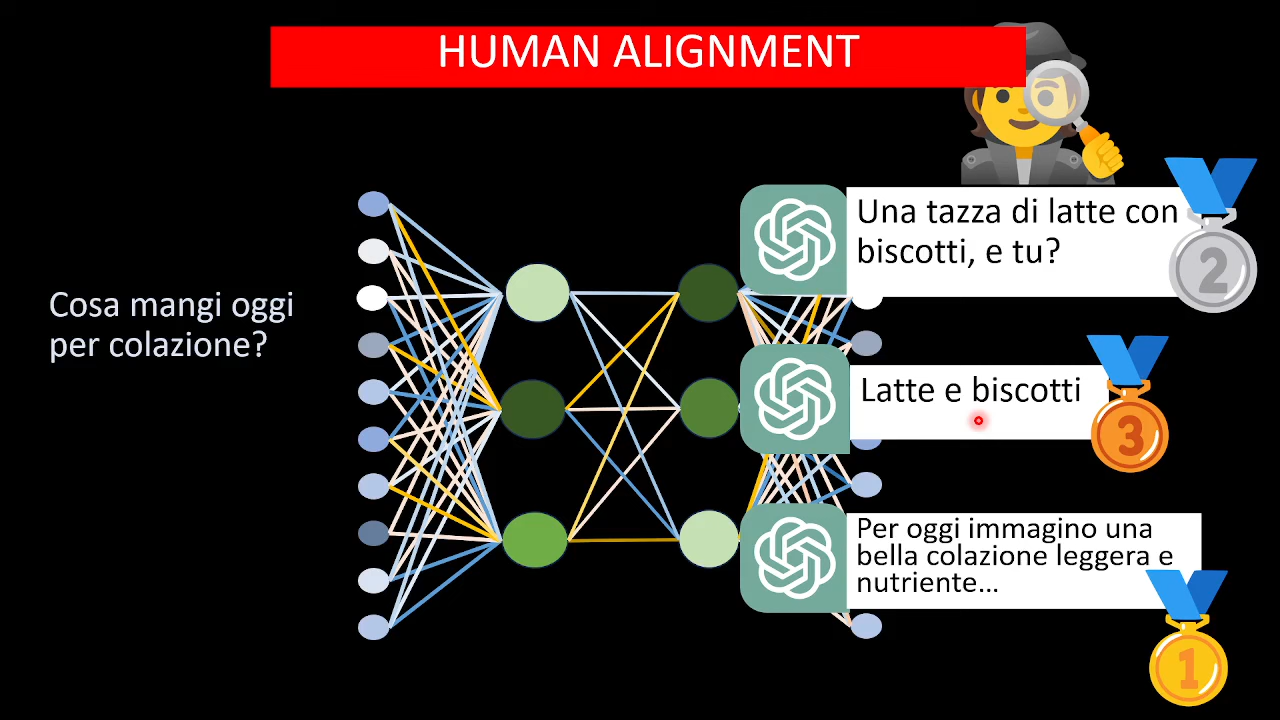 HUMAN ALIGNMENT
Cosa mangi oggi
per colazione?
Una tazza di latte con
biscotti, e tu?
2
Latte e biscotti
3
Per oggi immagino una
bella colazione leggera e
nutriente...
1